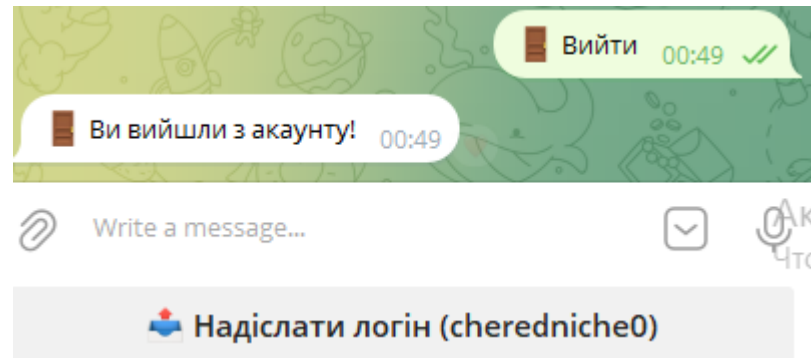 🚪 Вийти 00:49
🚪 Ви вийшли з акаунту! 00:49
Write a message...
📤 Надіслати логін (cheredniche0)